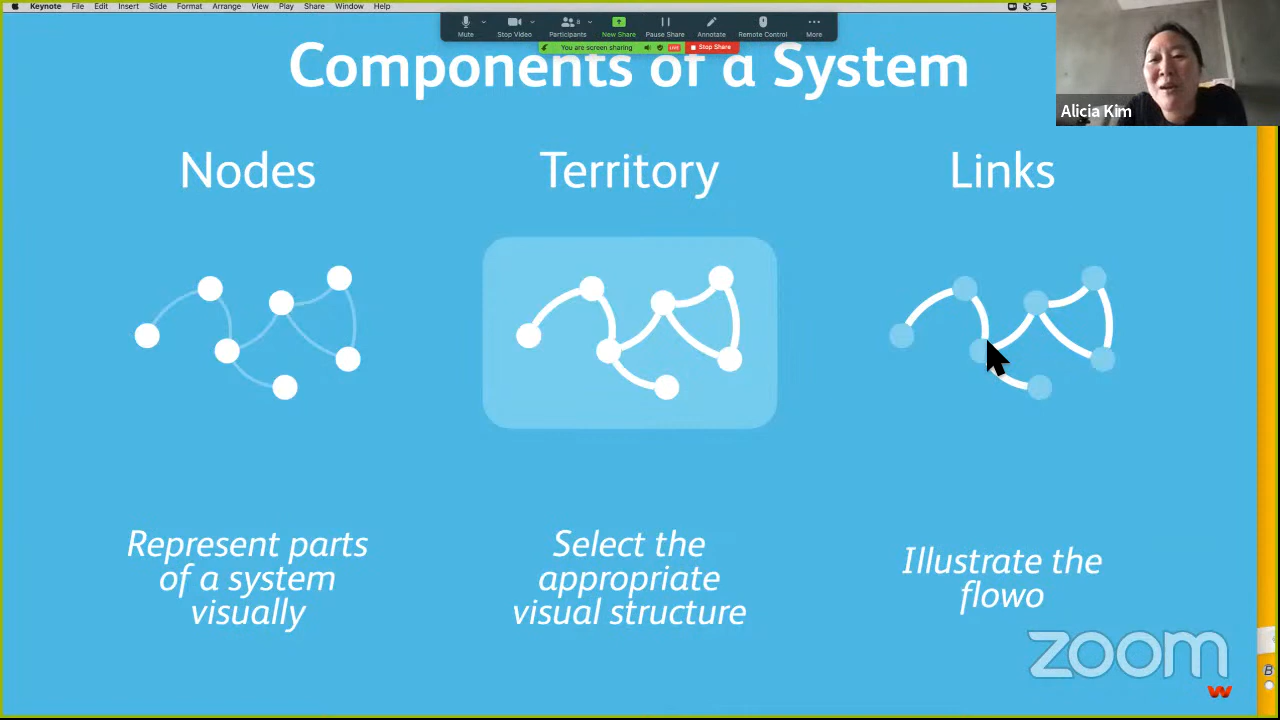 Keynote File Edit Insert Slide Format Arrange View Play Share Window Help
Mute Stop Video Participants 8 New Share Pause Share Annotate Remote Control More
You are screen sharing LIVE Stop Share
Components of a System
Alicia Kim
Nodes Territory Links
Represent parts
of a system
visually
Select the
appropriate
visual structure
Illustrate the
flowo
zoom
W
B